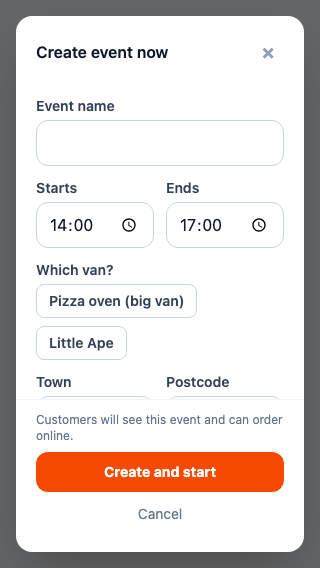 Create event now
Event name
Starts Ends
14:00 17:00
Which van?
Pizza oven (big van)
Little Ape
Town Postcode
Customers will see this event and can order
online.
Create and start
Cancel